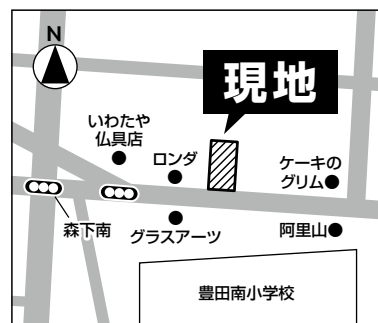 N
現地
いわたや
仏具店
ロンダ
ケーキの
グリム
森下南
グラスアーツ
阿里山
豊田南小学校